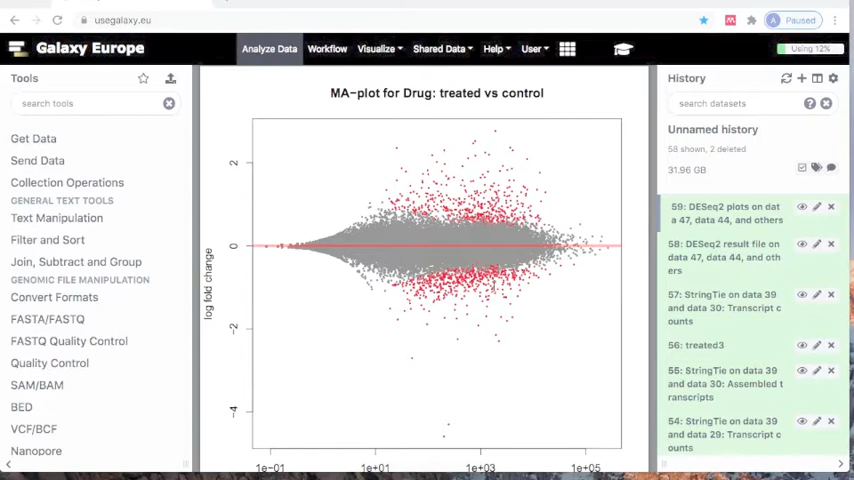 usegalaxy.eu
A
Paused
Galaxy Europe
Analyze Data
Workflow
Visualize
Shared Data
Help
User
Using 12%
Tools
search tools
Get Data
Send Data
Collection Operations
GENERAL TEXT TOOLS
Text Manipulation
Filter and Sort
Join, Subtract and Group
GENOMIC FILE MANIPULATION
Convert Formats
FASTA/FASTQ
FASTQ Quality Control
Quality Control
SAM/BAM
BED
VCF/BCF
Nanopore
MA-plot for Drug: treated vs control
log fold change
2
0
-2
-4
1e-01
1e+01
1e+03
1e+05
History
search datasets
Unnamed history
58 shown, 2 deleted
31.96 GB
59: DESeq2 plots on dat
a 47, data 44, and others
58: DESeq2 result file on
data 47, data 44, and oth
ers
57: StringTie on data 39
and data 30: Transcript c
ounts
56: treated3
55: StringTie on data 39
and data 30: Assembled t
ranscripts
54: StringTie on data 39
and data 29: Transcript c
ounts